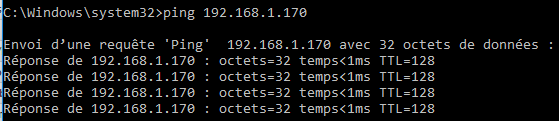 C:\Windows\system32>ping 192.168.1.170
Envoi d’une requête 'Ping'  192.168.1.170 avec 32 octets de données :
Réponse de 192.168.1.170 : octets=32 temps<1ms TTL=128
Réponse de 192.168.1.170 : octets=32 temps<1ms TTL=128
Réponse de 192.168.1.170 : octets=32 temps<1ms TTL=128
Réponse de 192.168.1.170 : octets=32 temps<1ms TTL=128